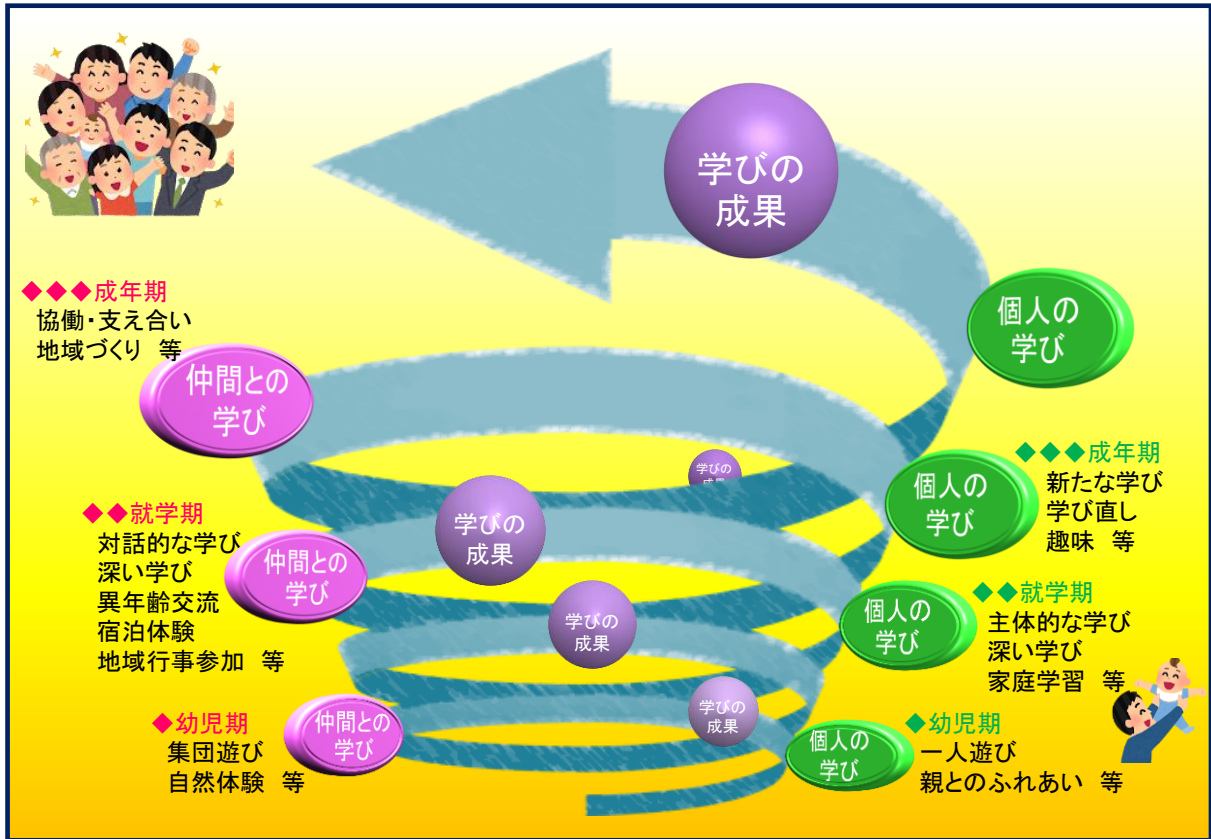 学びの
成果
個人の
学び
◆◆◆成年期
協働・支え合い
地域づくり 等
仲間との
学び
学びの
成果
◆◆◆成年期
新たな学び
学び直し
趣味 等
個人の
学び
学びの
成果
◆◆就学期
対話的な学び
深い学び
異年齢交流
宿泊体験
地域行事参加 等
仲間との
学び
学びの
成果
個人の
学び
◆◆就学期
主体的な学び
深い学び
家庭学習 等
学びの
成果
◆幼児期
集団遊び
自然体験 等
仲間との
学び
個人の
学び
◆幼児期
一人遊び
親とのふれあい 等